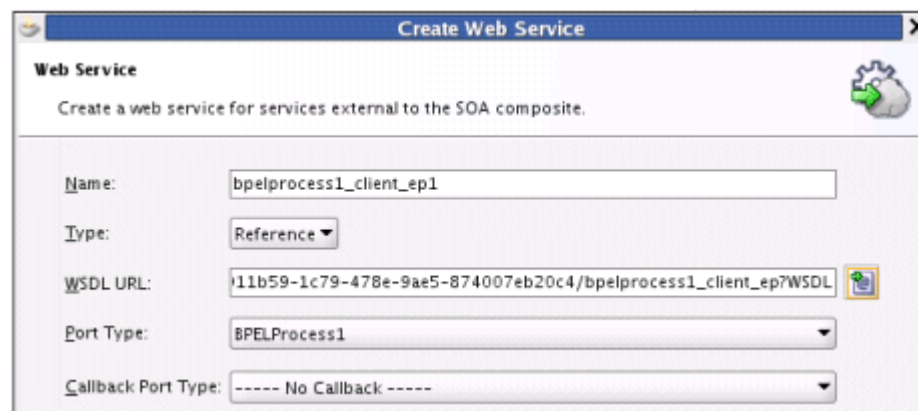 Create Web Service
Web Service
Create a web service for services external to the SOA composite.
Name: bpelprocess1_client_ep1
Type: Reference
WSDL URL: 11b59-1c79-478e-9ae5-874007eb20c4/bpelprocess1_client_ep?WSDL
Port Type: BPELProcess1
Callback Port Type: ----- No Callback -----